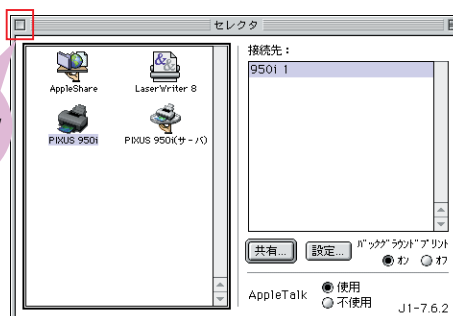 セレクタ
AppleShare
LaserWriter 8
PIXUS 950i
PIXUS 950i(サーバ)
接続先：
950i 1
共有...
設定...
バックグラウンドプリント
オン
オフ
AppleTalk
使用
不使用
J1-7.6.2